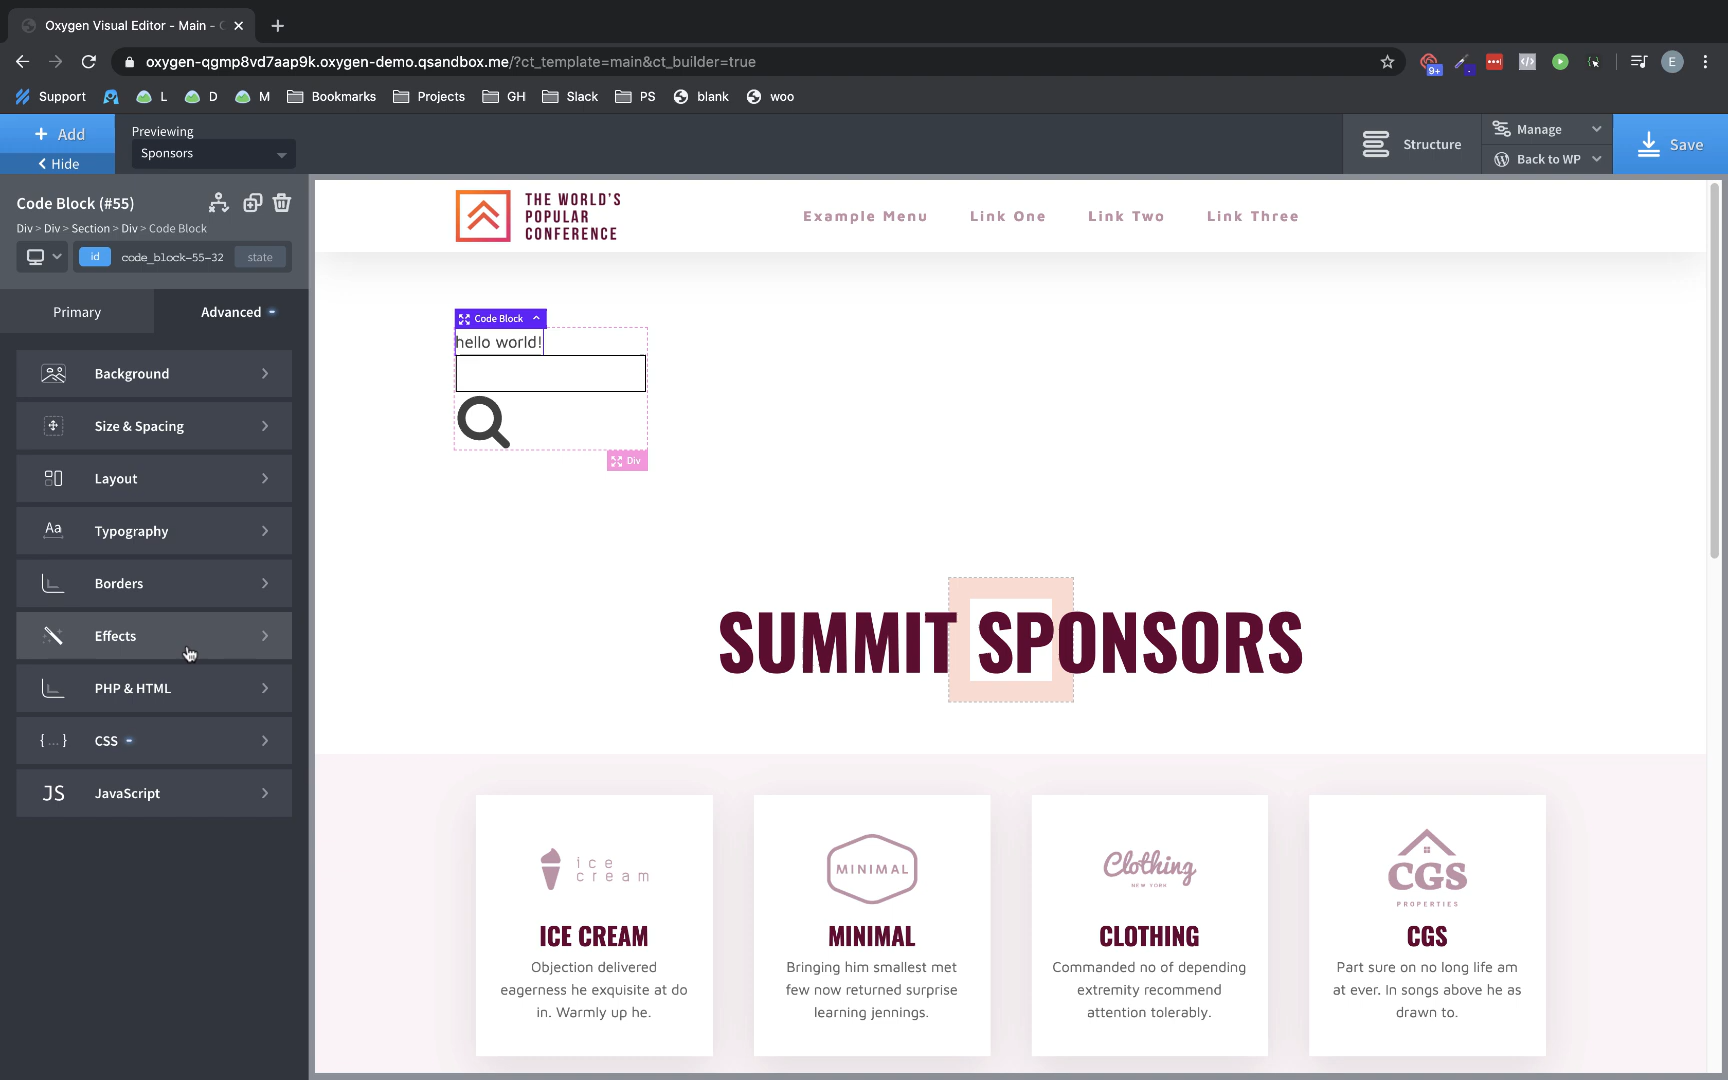 Oxygen Visual Editor - Main -
oxygen-qgmp8vd7aap9k.oxygen-demo.qsandbox.me/?ct_template=main&ct_builder=true
9+
E
Support
L
D
M
Bookmarks
Projects
GH
Slack
PS
blank
woo
+ Add
Hide
Previewing
Sponsors
Structure
Manage
Back to WP
Save
Code Block (#55)
Div > Div > Section > Div > Code Block
id
code_block-55-32
state
Primary
Advanced
Background
Size & Spacing
Layout
Aa
Typography
Borders
Effects
PHP & HTML
{...}
CSS
JS
JavaScript
THE WORLD'S
POPULAR
CONFERENCE
Example Menu
Link One
Link Two
Link Three
Code Block
hello world!
Div
SUMMIT SPONSORS
ice
cream
ICE CREAM
Objection delivered
eagerness he exquisite at do
in. Warmly up he.
MINIMAL
MINIMAL
Bringing him smallest met
few now returned surprise
learning jennings.
Clothing
NEW YORK
CLOTHING
Commanded no of depending
extremity recommend
attention tolerably.
CGS
PROPERTIES
CGS
Part sure on no long life am
at ever. In songs above he as
drawn to.